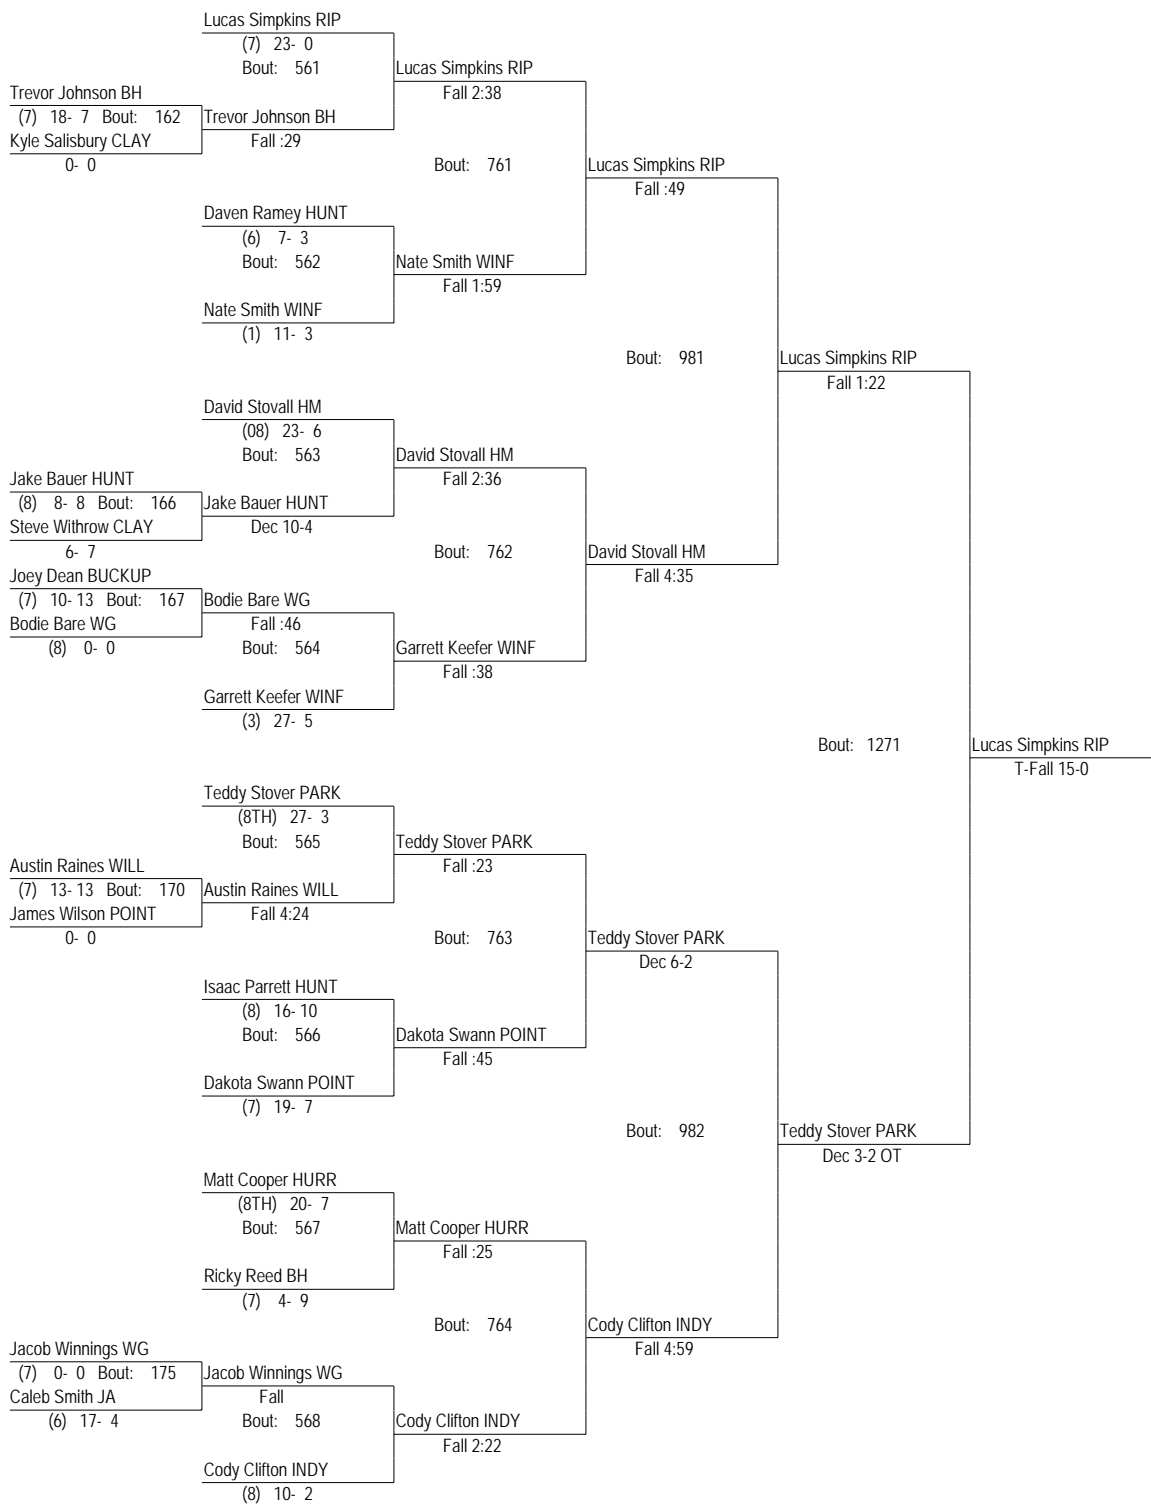 Lucas Simpkins RIP
(7) 23- 0
Bout: 561
Lucas Simpkins RIP
Fall 2:38
Trevor Johnson BH
(7) 18- 7 Bout: 162
Trevor Johnson BH
Kyle Salisbury CLAY
Fall :29
0- 0
Bout: 761
Lucas Simpkins RIP
Fall :49
Daven Ramey HUNT
(6) 7- 3
Bout: 562
Nate Smith WINF
Fall 1:59
Nate Smith WINF
(1) 11- 3
Bout: 981
Lucas Simpkins RIP
Fall 1:22
David Stovall HM
(08) 23- 6
Bout: 563
David Stovall HM
Fall 2:36
Jake Bauer HUNT
(8) 8- 8 Bout: 166
Jake Bauer HUNT
Steve Withrow CLAY
Dec 10-4
6- 7
Bout: 762
David Stovall HM
Fall 4:35
Joey Dean BUCKUP
(7) 10- 13 Bout: 167
Bodie Bare WG
Bodie Bare WG
Fall :46
(8) 0- 0
Bout: 564
Garrett Keefer WINF
Fall :38
Garrett Keefer WINF
(3) 27- 5
Bout: 1271
Lucas Simpkins RIP
T-Fall 15-0
Teddy Stover PARK
(8TH) 27- 3
Bout: 565
Teddy Stover PARK
Fall :23
Austin Raines WILL
(7) 13- 13 Bout: 170
Austin Raines WILL
James Wilson POINT
Fall 4:24
0- 0
Bout: 763
Teddy Stover PARK
Dec 6-2
Isaac Parrett HUNT
(8) 16- 10
Bout: 566
Dakota Swann POINT
Fall :45
Dakota Swann POINT
(7) 19- 7
Bout: 982
Teddy Stover PARK
Dec 3-2 OT
Matt Cooper HURR
(8TH) 20- 7
Bout: 567
Matt Cooper HURR
Fall :25
Ricky Reed BH
(7) 4- 9
Bout: 764
Cody Clifton INDY
Fall 4:59
Jacob Winnings WG
(7) 0- 0 Bout: 175
Jacob Winnings WG
Caleb Smith JA
Fall
(6) 17- 4
Bout: 568
Cody Clifton INDY
Fall 2:22
Cody Clifton INDY
(8) 10- 2